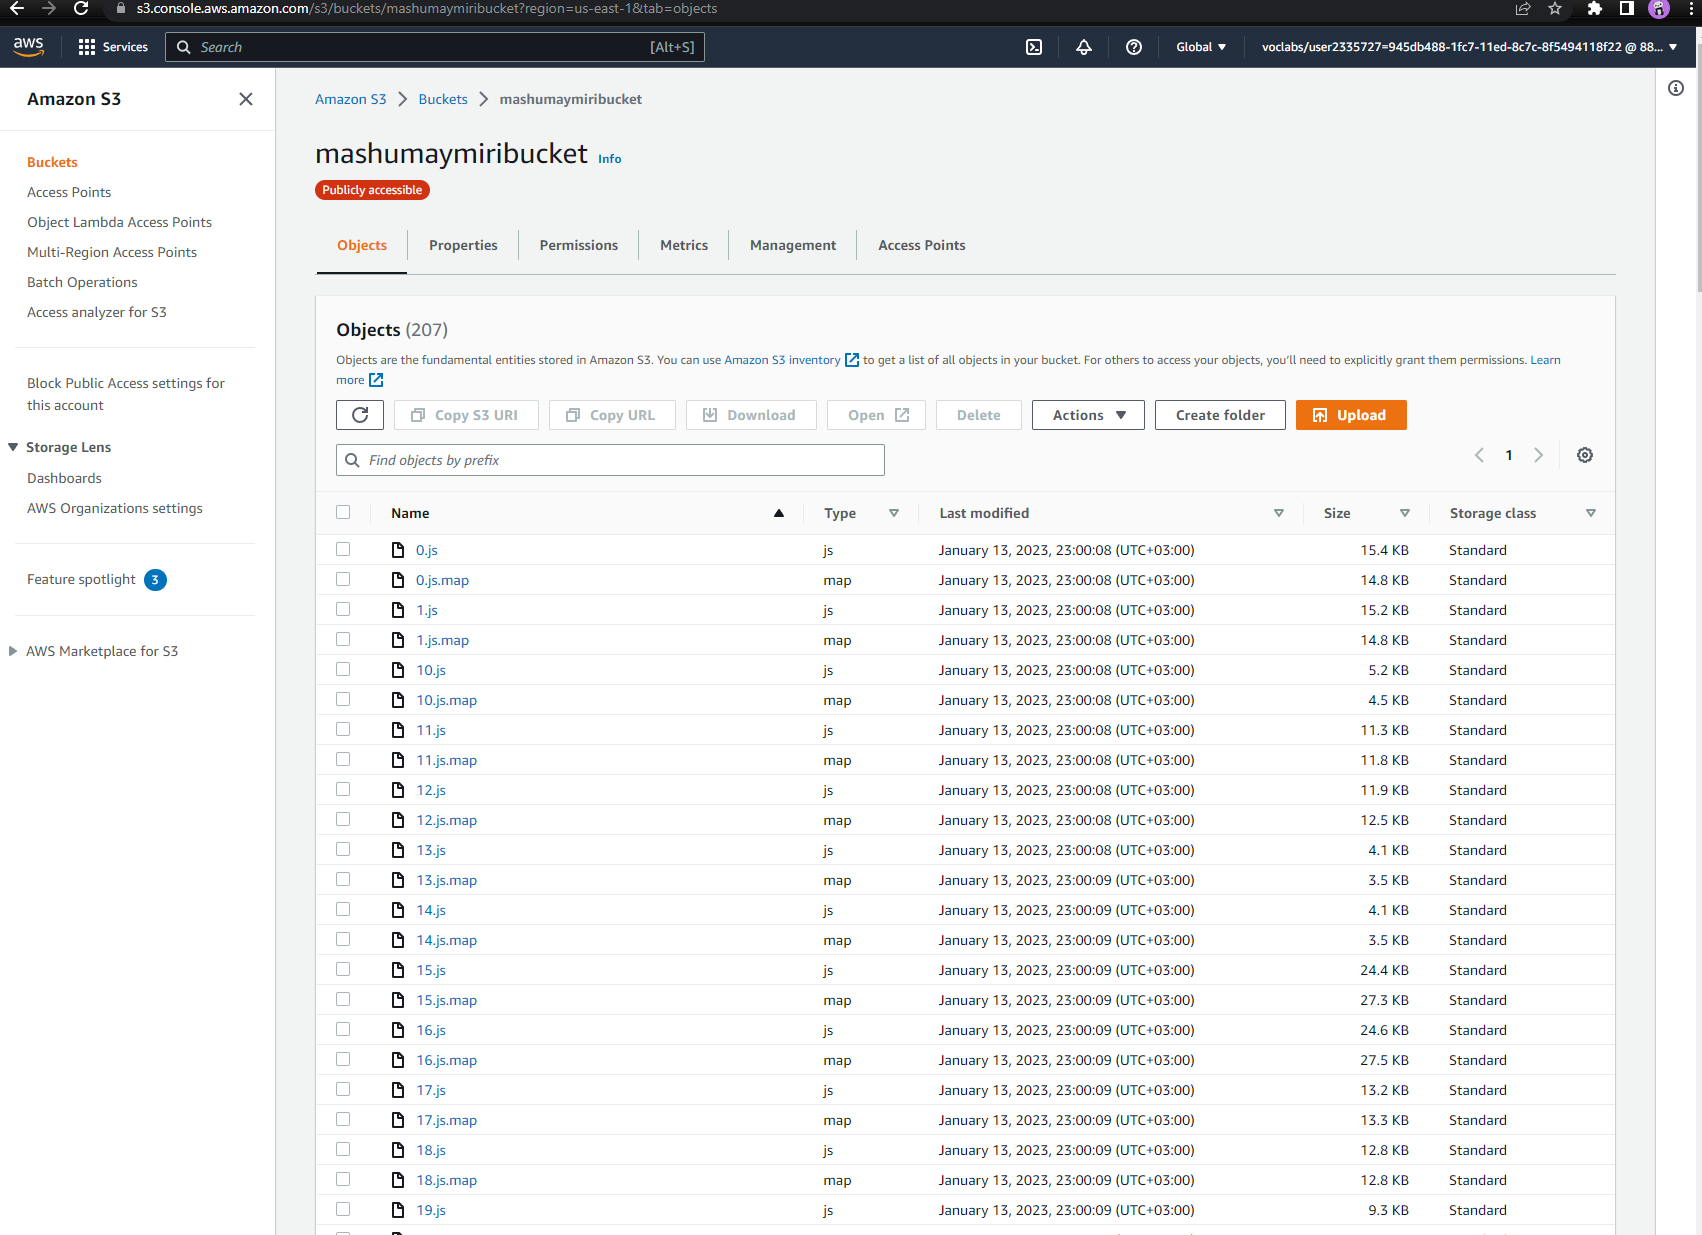 s3.console.aws.amazon.com/s3/buckets/mashumaymiribucket?region=us-east-1&tab=objects
aws Services Search [Alt+S] Global voclabs/user2335727=945db488-1fc7-11ed-8c7c-8f5494118f22 @ 88...
Amazon S3
Buckets
Access Points
Object Lambda Access Points
Multi-Region Access Points
Batch Operations
Access analyzer for S3
Block Public Access settings for
this account
Storage Lens
Dashboards
AWS Organizations settings
Feature spotlight 3
AWS Marketplace for S3
Amazon S3 Buckets mashumaymiribucket
mashumaymiribucket Info
Publicly accessible
Objects Properties Permissions Metrics Management Access Points
Objects (207)
Objects are the fundamental entities stored in Amazon S3. You can use Amazon S3 inventory to get a list of all objects in your bucket. For others to access your objects, you'll need to explicitly grant them permissions. Learn
more
Copy S3 URI Copy URL Download Open Delete Actions Create folder Upload
Find objects by prefix 1
Name Type Last modified Size Storage class
0.js js January 13, 2023, 23:00:08 (UTC+03:00) 15.4 KB Standard
0.js.map map January 13, 2023, 23:00:08 (UTC+03:00) 14.8 KB Standard
1.js js January 13, 2023, 23:00:08 (UTC+03:00) 15.2 KB Standard
1.js.map map January 13, 2023, 23:00:08 (UTC+03:00) 14.8 KB Standard
10.js js January 13, 2023, 23:00:08 (UTC+03:00) 5.2 KB Standard
10.js.map map January 13, 2023, 23:00:08 (UTC+03:00) 4.5 KB Standard
11.js js January 13, 2023, 23:00:08 (UTC+03:00) 11.3 KB Standard
11.js.map map January 13, 2023, 23:00:08 (UTC+03:00) 11.8 KB Standard
12.js js January 13, 2023, 23:00:08 (UTC+03:00) 11.9 KB Standard
12.js.map map January 13, 2023, 23:00:08 (UTC+03:00) 12.5 KB Standard
13.js js January 13, 2023, 23:00:08 (UTC+03:00) 4.1 KB Standard
13.js.map map January 13, 2023, 23:00:09 (UTC+03:00) 3.5 KB Standard
14.js js January 13, 2023, 23:00:09 (UTC+03:00) 4.1 KB Standard
14.js.map map January 13, 2023, 23:00:09 (UTC+03:00) 3.5 KB Standard
15.js js January 13, 2023, 23:00:09 (UTC+03:00) 24.4 KB Standard
15.js.map map January 13, 2023, 23:00:09 (UTC+03:00) 27.3 KB Standard
16.js js January 13, 2023, 23:00:09 (UTC+03:00) 24.6 KB Standard
16.js.map map January 13, 2023, 23:00:09 (UTC+03:00) 27.5 KB Standard
17.js js January 13, 2023, 23:00:09 (UTC+03:00) 13.2 KB Standard
17.js.map map January 13, 2023, 23:00:09 (UTC+03:00) 13.3 KB Standard
18.js js January 13, 2023, 23:00:09 (UTC+03:00) 12.8 KB Standard
18.js.map map January 13, 2023, 23:00:09 (UTC+03:00) 12.8 KB Standard
19.js js January 13, 2023, 23:00:09 (UTC+03:00) 9.3 KB Standard